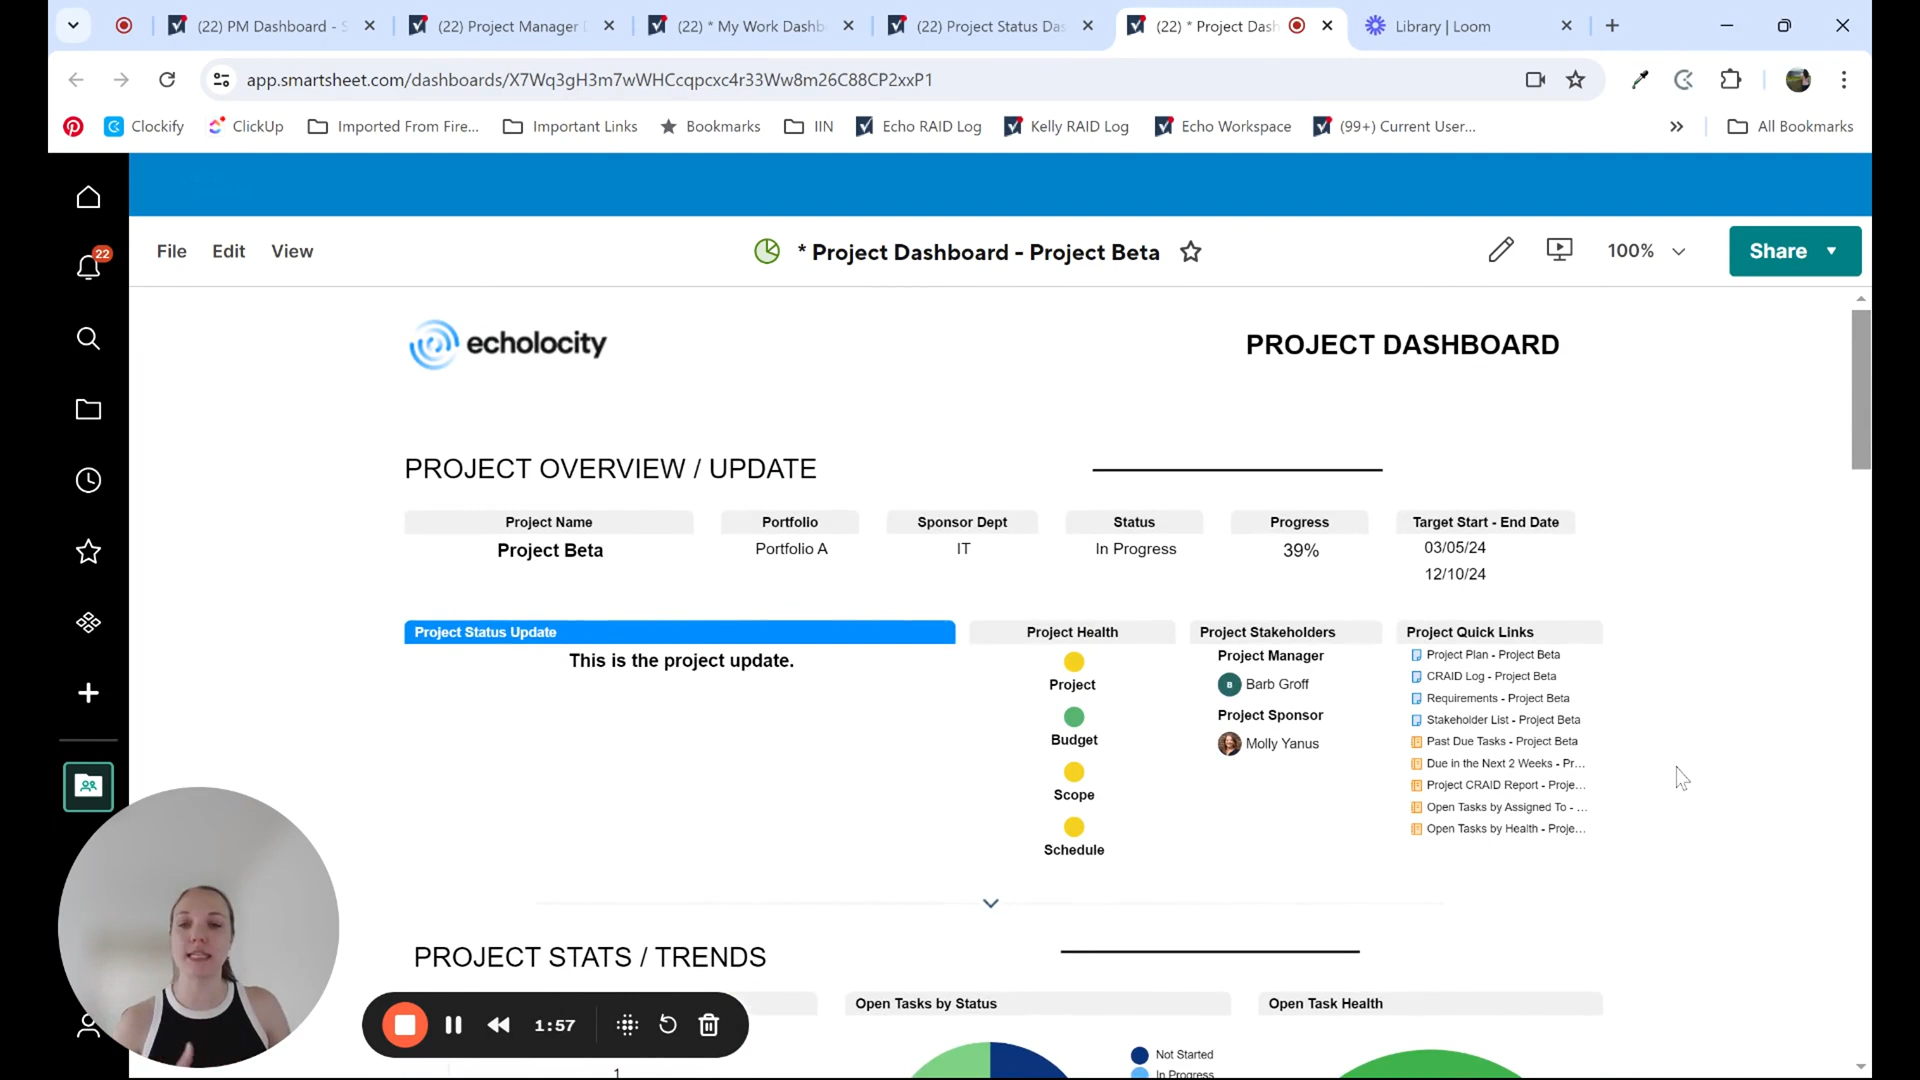 (22) PM Dashboard - S
(22) Project Manager D
(22) * My Work Dashb
(22) Project Status Das
(22) * Project Dash
Library | Loom
app.smartsheet.com/dashboards/X7Wq3gH3m7wWHCcqpcxc4r33Ww8m26C88CP2xxP1
Clockify
ClickUp
Imported From Fire...
Important Links
Bookmarks
IIN
Echo RAID Log
Kelly RAID Log
Echo Workspace
(99+) Current User...
All Bookmarks
22
File
Edit
View
* Project Dashboard - Project Beta
100%
Share
echolocity
PROJECT DASHBOARD
PROJECT OVERVIEW / UPDATE
Project Name
Portfolio
Sponsor Dept
Status
Progress
Target Start - End Date
Project Beta
Portfolio A
IT
In Progress
39%
03/05/24
12/10/24
Project Status Update
This is the project update.
Project Health
Project
Budget
Scope
Schedule
Project Stakeholders
Project Manager
B
Barb Groff
Project Sponsor
Molly Yanus
Project Quick Links
Project Plan - Project Beta
CRAID Log - Project Beta
Requirements - Project Beta
Stakeholder List - Project Beta
Past Due Tasks - Project Beta
Due in the Next 2 Weeks - Pr...
Project CRAID Report - Proje...
Open Tasks by Assigned To - ...
Open Tasks by Health - Proje...
PROJECT STATS / TRENDS
Open Tasks by Status
Open Task Health
Not Started
In Progress
1
1:57